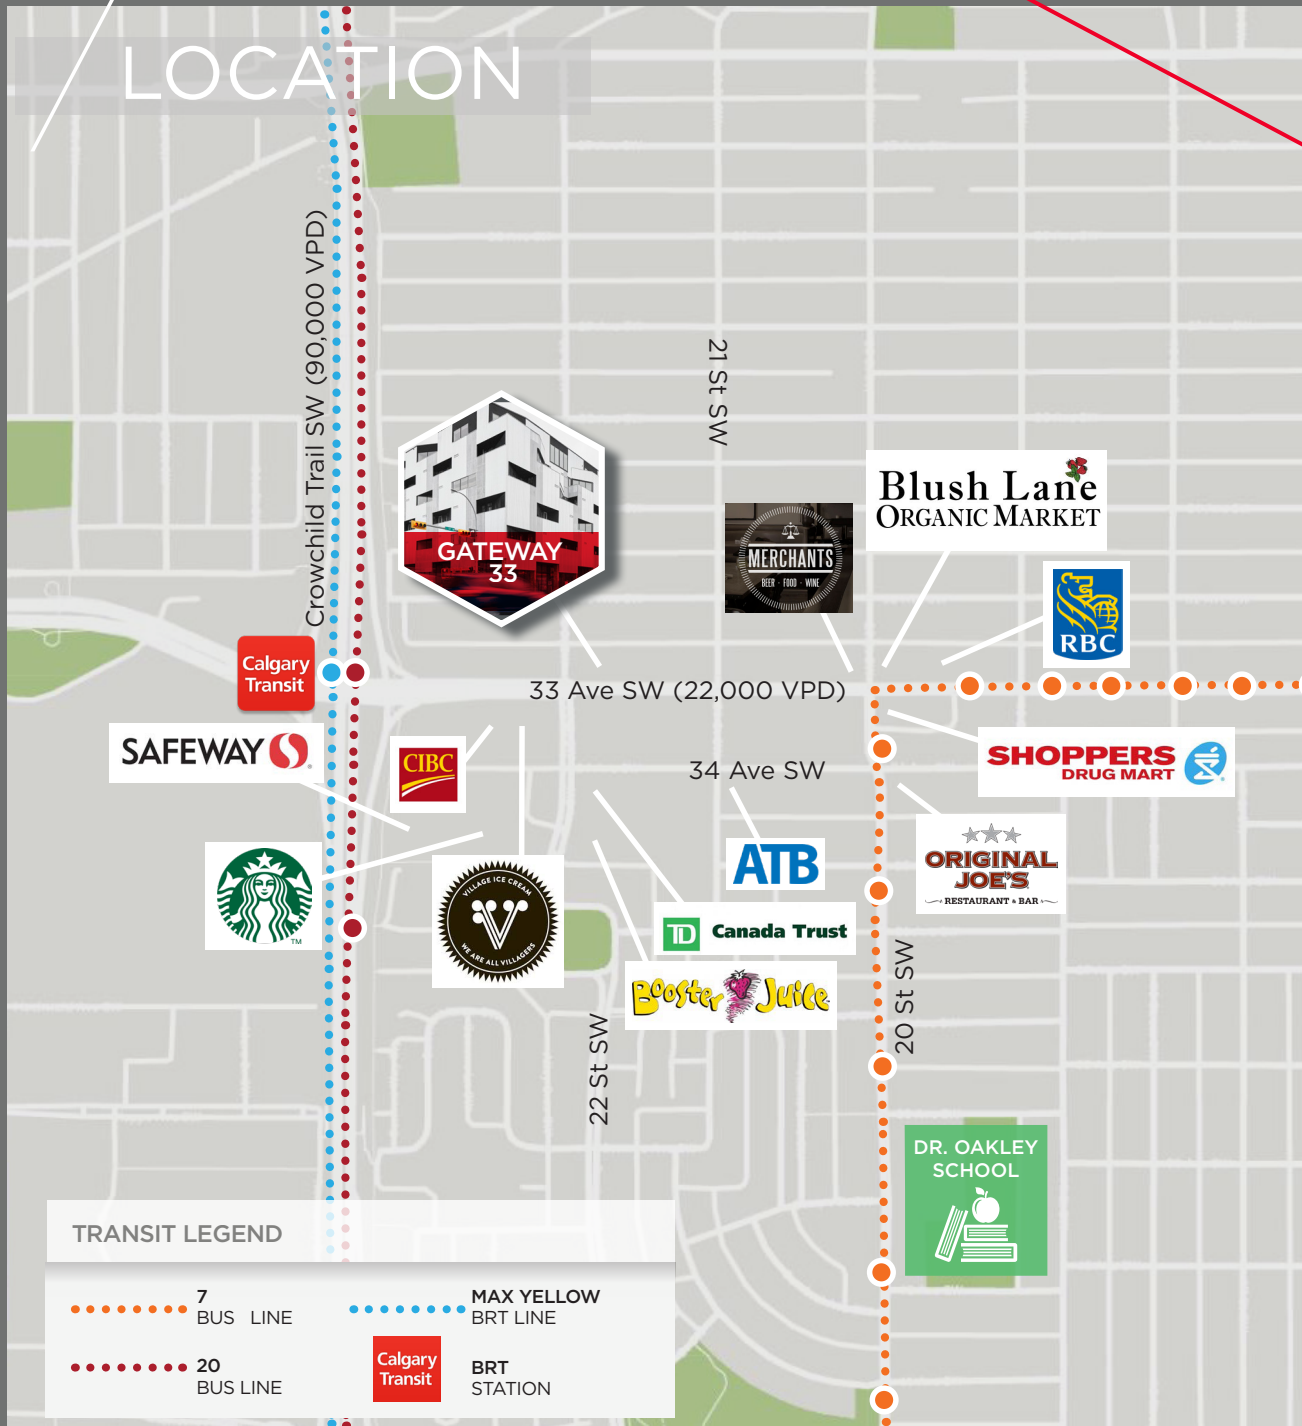 LOCATION
Crowchild Trail SW (90,000 VPD)
21 St SW
GATEWAY
33
MERCHANTS
BEER · FOOD · WINE
Blush Lane
ORGANIC MARKET
RBC
Calgary
Transit
33 Ave SW (22,000 VPD)
SAFEWAY
CIBC
34 Ave SW
SHOPPERS
DRUG MART
ATB
ORIGINAL
JOE'S
RESTAURANT & BAR
TM
VILLAGE ICE CREAM
V
WE ARE ALL VILLAGERS
TD Canada Trust
Booster Juice
20 St SW
22 St SW
DR. OAKLEY
SCHOOL
TRANSIT LEGEND
7
BUS LINE
MAX YELLOW
BRT LINE
20
BUS LINE
Calgary
Transit
BRT
STATION